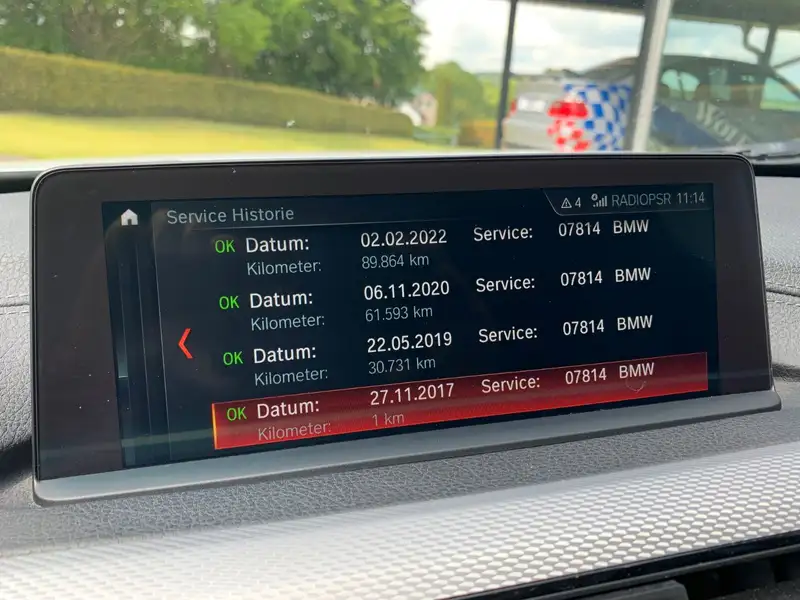 Service Historie
4 RADIOPSR 11:14
OK Datum: 02.02.2022 Service: 07814 BMW
Kilometer: 89.864 km
OK Datum: 06.11.2020 Service: 07814 BMW
Kilometer: 61.593 km
OK Datum: 22.05.2019 Service: 07814 BMW
Kilometer: 30.731 km
OK Datum: 27.11.2017 Service: 07814 BMW
Kilometer: 1 km